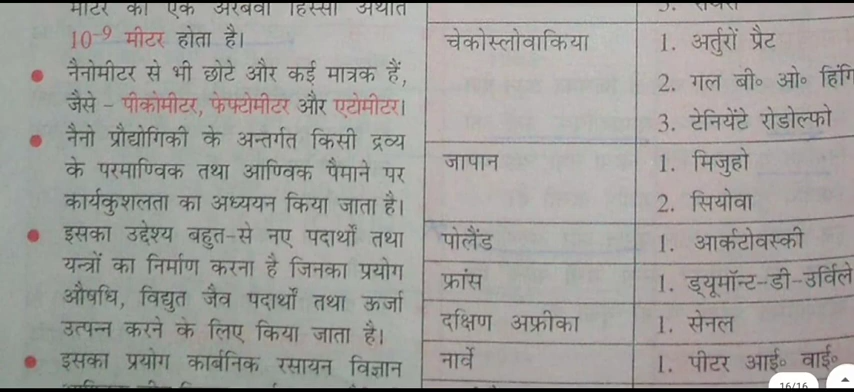 मीटर का एक अरबवाँ हिस्सा अर्थात
10⁻⁹ मीटर होता है।
● नैनोमीटर से भी छोटे और कई मात्रक हैं,
जैसे - पीकोमीटर, फेम्टोमीटर और एटोमीटर।
● नैनो प्रौद्योगिकी के अन्तर्गत किसी द्रव्य
के परमाण्विक तथा आण्विक पैमाने पर
कार्यकुशलता का अध्ययन किया जाता है।
● इसका उद्देश्य बहुत-से नए पदार्थों तथा
यन्त्रों का निर्माण करना है जिनका प्रयोग
औषधि, विद्युत जैव पदार्थों तथा ऊर्जा
उत्पन्न करने के लिए किया जाता है।
● इसका प्रयोग कार्बनिक रसायन विज्ञान
3.
चेकोस्लोवाकिया 1. अर्तुरों प्रैट
2. गल बी० ओ०
3. टेनियेंटे रोडोल्फो
जापान 1. मिजुहो
2. सियोवा
पोलैंड 1. आर्कटोवस्की
फ्रांस 1. ड्यूमॉन्ट-डी-उर्विले
दक्षिण अफ्रीका 1. सेनल
नार्वे 1. पीटर आई० वाई०
16/16